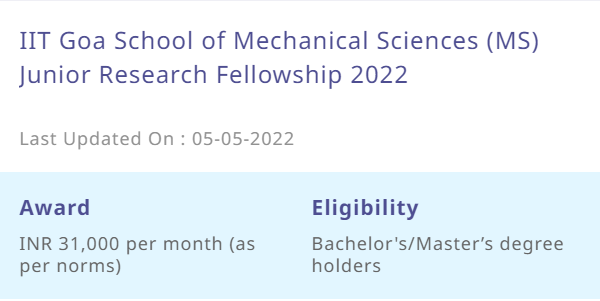 IIT Goa School of Mechanical Sciences (MS)
Junior Research Fellowship 2022
Last Updated On : 05-05-2022
Award
INR 31,000 per month (as
per norms)
Eligibility
Bachelor's/Master’s degree
holders